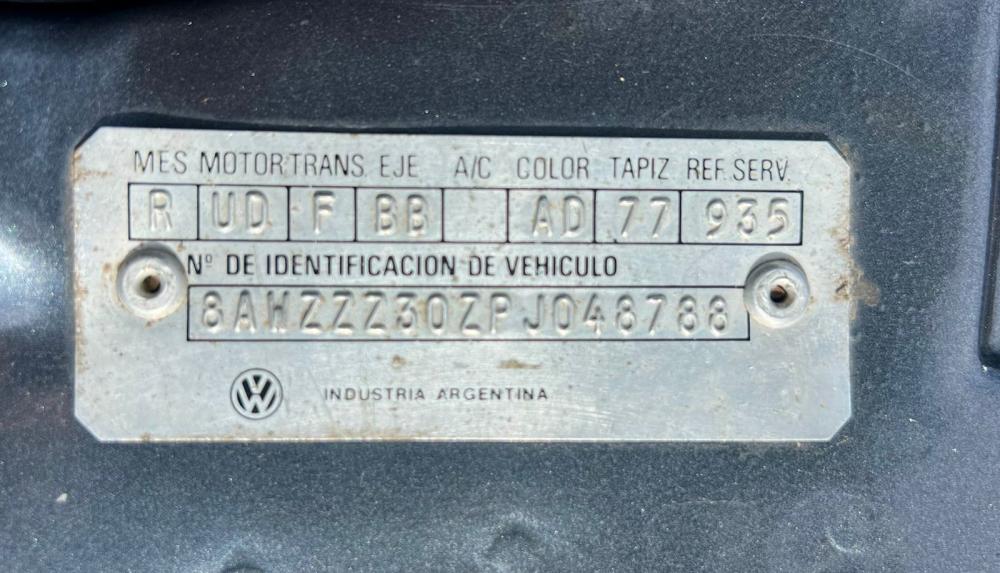 MES MOTOR TRANS. EJE A/C COLOR TAPIZ REF. SERV.
R UD F BB AD 77 935
Nº DE IDENTIFICACION DE VEHICULO
8AWZZZ30ZPJ048788
INDUSTRIA ARGENTINA